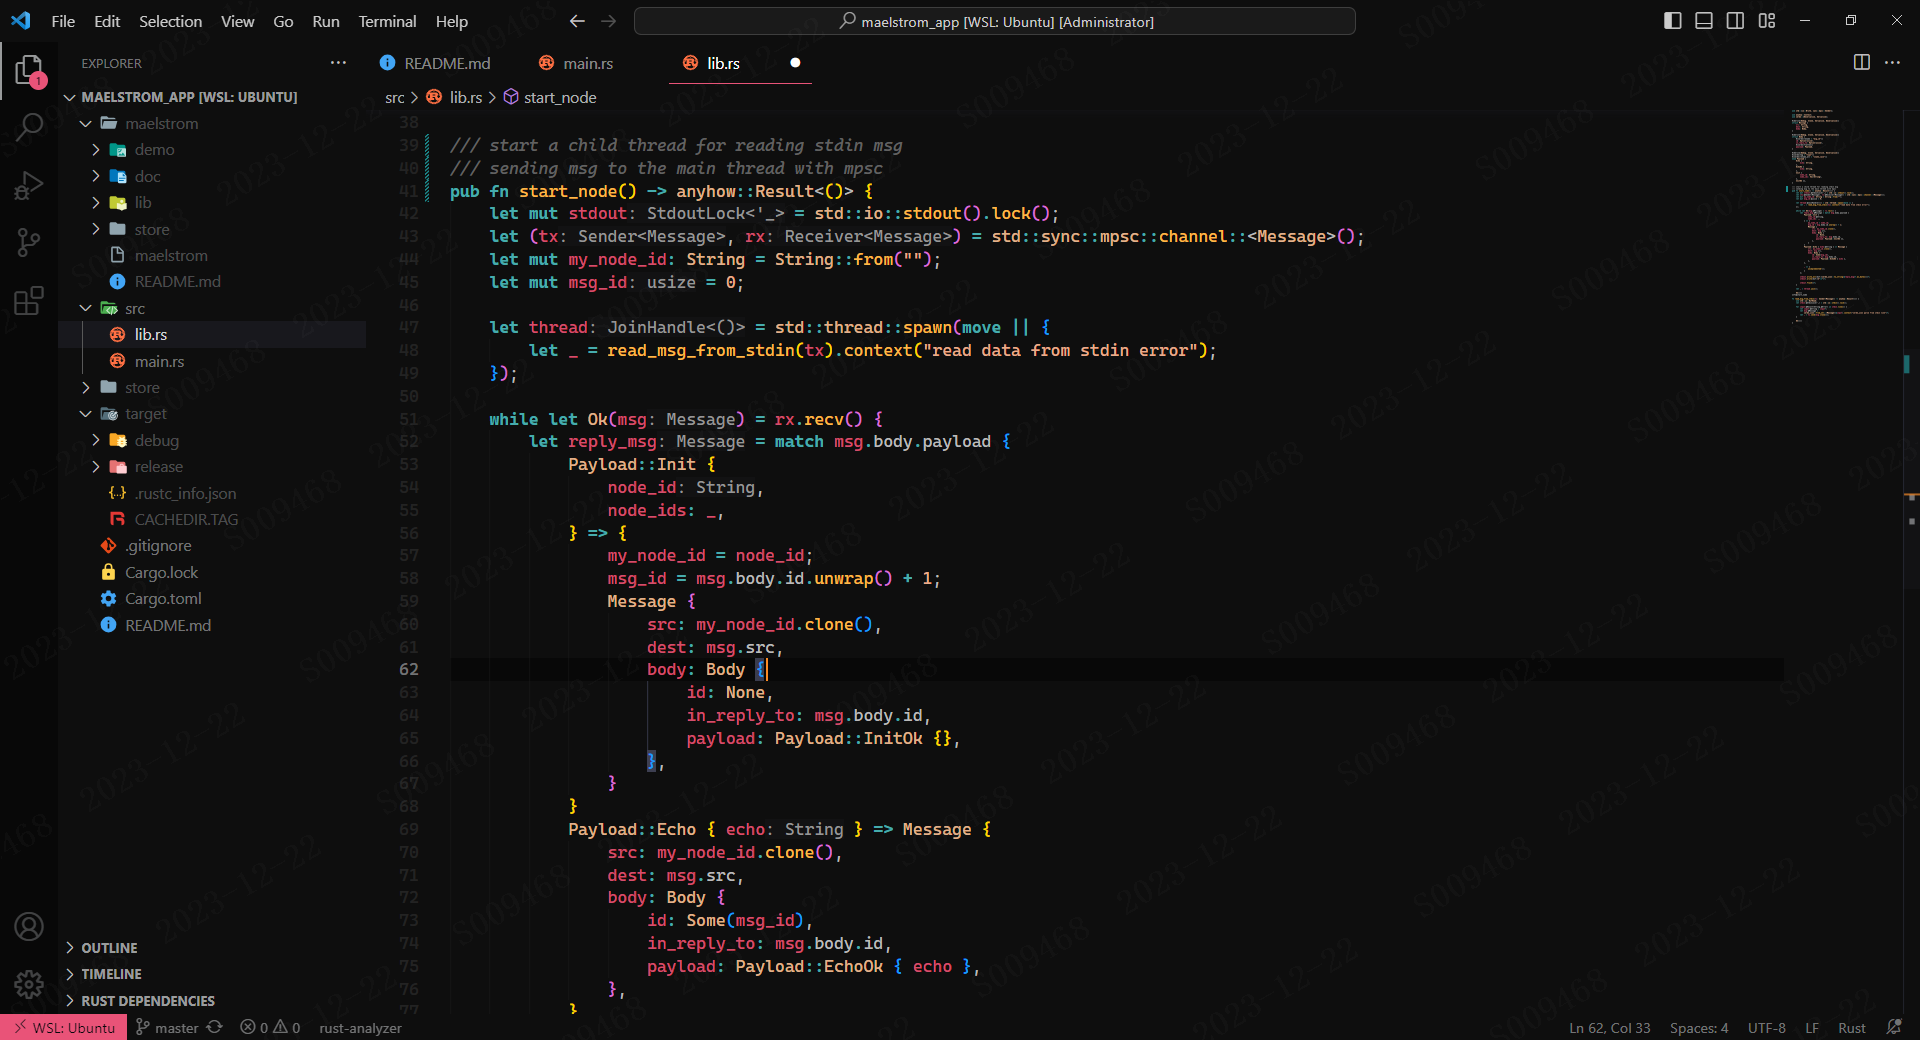 File Edit Selection View Go Run Terminal Help
maelstrom_app [WSL: Ubuntu] [Administrator]
EXPLORER
1
MAELSTROM_APP [WSL: UBUNTU]
maelstrom
demo
doc
lib
store
maelstrom
README.md
src
lib.rs
main.rs
store
target
debug
release
.rustc_info.json
CACHEDIR.TAG
.gitignore
Cargo.lock
Cargo.toml
README.md
OUTLINE
TIMELINE
RUST DEPENDENCIES
README.md main.rs lib.rs
src > lib.rs > start_node
38
39 /// start a child thread for reading stdin msg
40 /// sending msg to the main thread with mpsc
41 pub fn start_node() -> anyhow::Result<()> {
42 let mut stdout: StdoutLock<'_> = std::io::stdout().lock();
43 let (tx: Sender<Message>, rx: Receiver<Message>) = std::sync::mpsc::channel::<Message>();
44 let mut my_node_id: String = String::from("");
45 let mut msg_id: usize = 0;
46
47 let thread: JoinHandle<()> = std::thread::spawn(move || {
48 let _ = read_msg_from_stdin(tx).context("read data from stdin error");
49 });
50
51 while let Ok(msg: Message) = rx.recv() {
52 let reply_msg: Message = match msg.body.payload {
53 Payload::Init {
54 node_id: String,
55 node_ids: _,
56 } => {
57 my_node_id = node_id;
58 msg_id = msg.body.id.unwrap() + 1;
59 Message {
60 src: my_node_id.clone(),
61 dest: msg.src,
62 body: Body {
63 id: None,
64 in_reply_to: msg.body.id,
65 payload: Payload::InitOk {},
66 },
67 }
68 }
69 Payload::Echo { echo: String } => Message {
70 src: my_node_id.clone(),
71 dest: msg.src,
72 body: Body {
73 id: Some(msg_id),
74 in_reply_to: msg.body.id,
75 payload: Payload::EchoOk { echo },
76 },
77 }
WSL: Ubuntu master 0 0 rust-analyzer
Ln 62, Col 33 Spaces: 4 UTF-8 LF Rust
S009468 2023-12-22